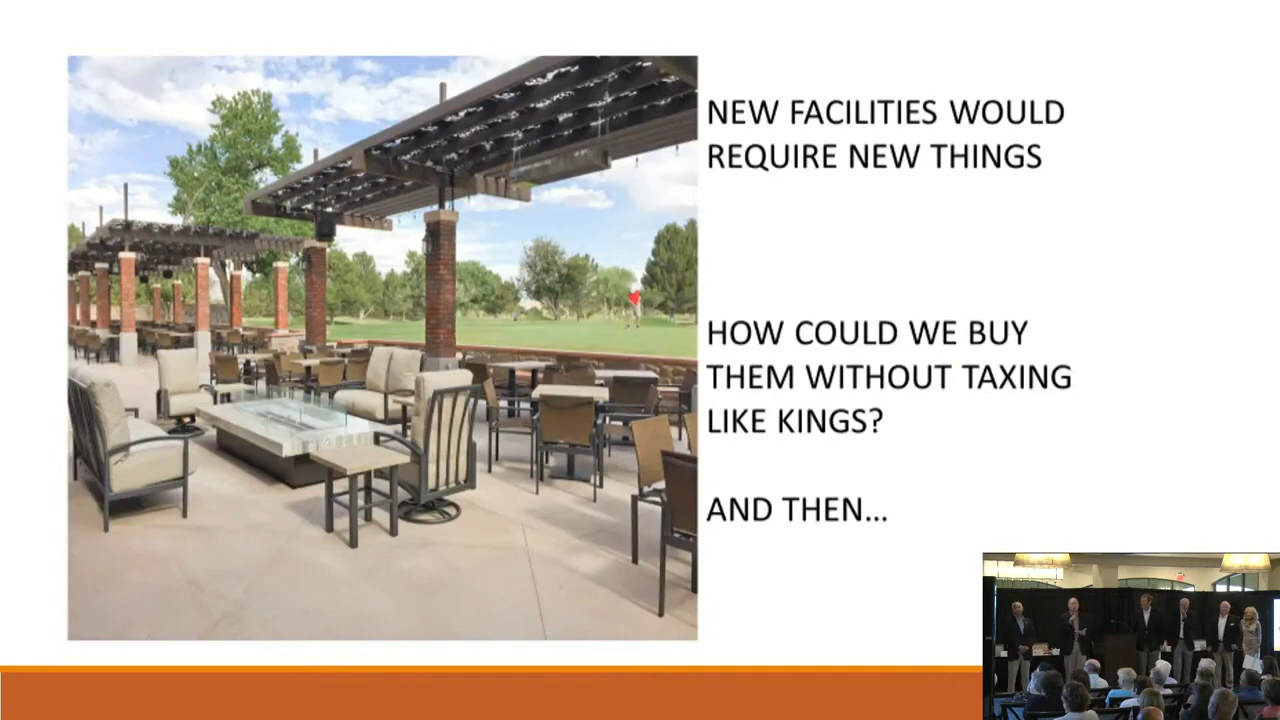 NEW FACILITIES WOULD
REQUIRE NEW THINGS
HOW COULD WE BUY
THEM WITHOUT TAXING
LIKE KINGS?
AND THEN...